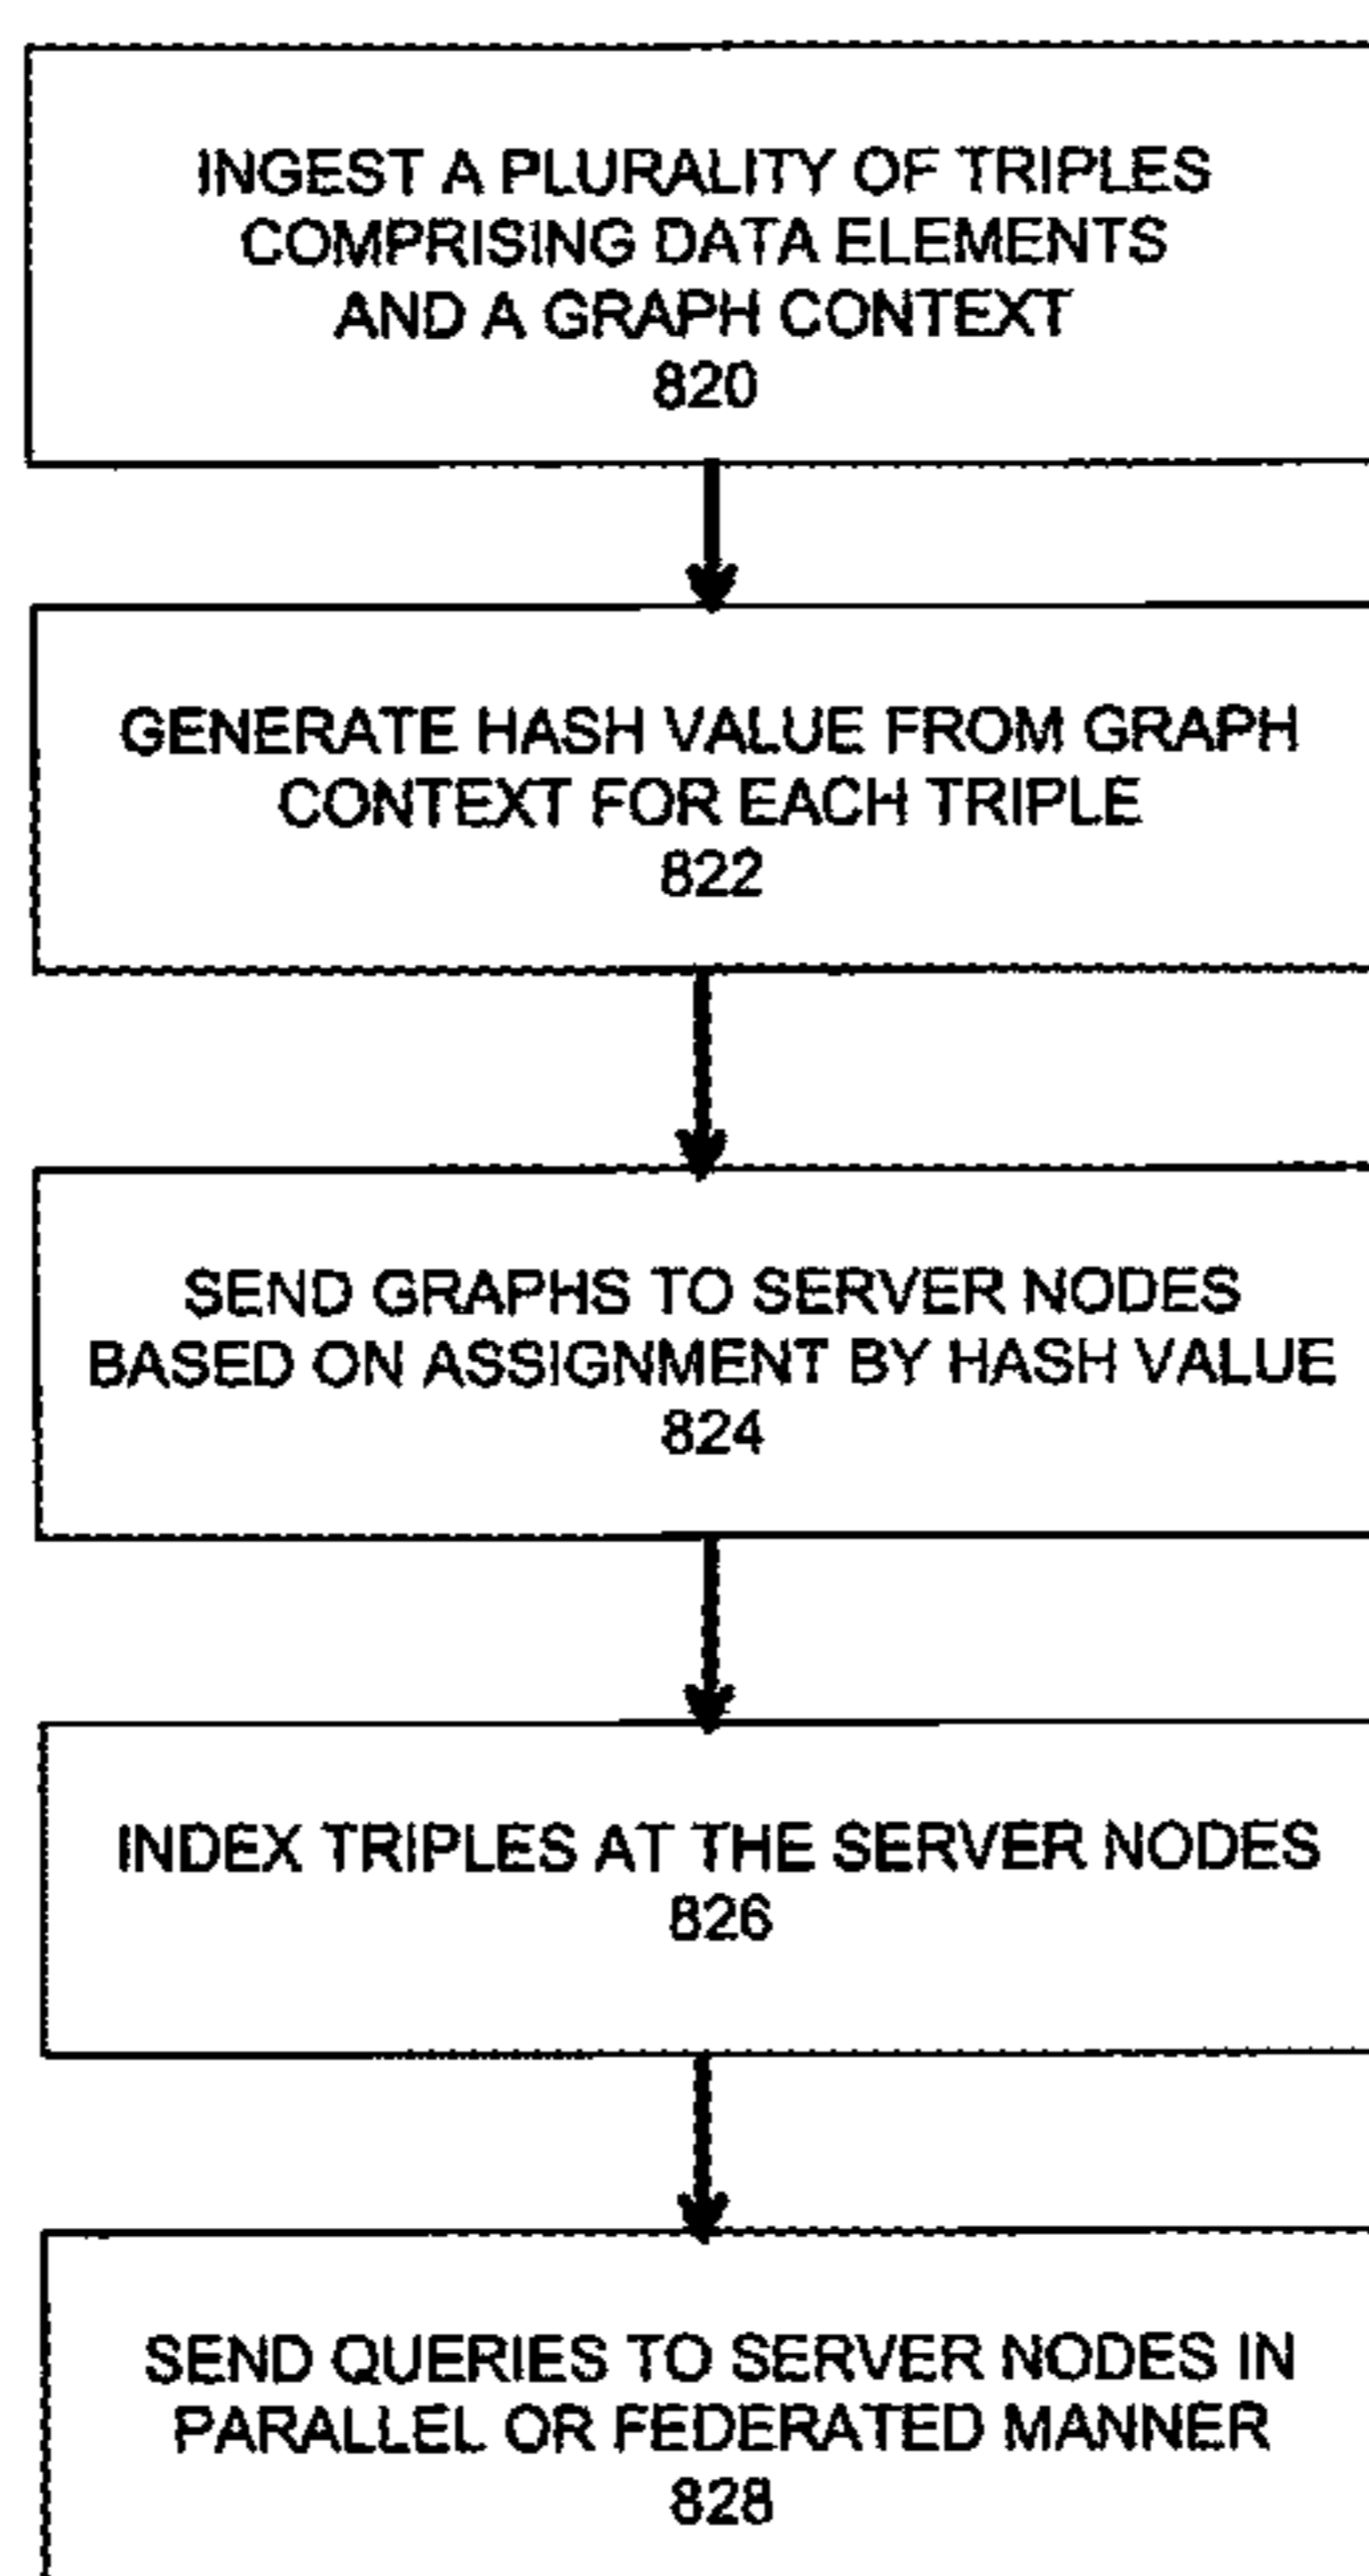 INGEST A PLURALITY OF TRIPLES
COMPRISING DATA ELEMENTS
AND A GRAPH CONTEXT
820
GENERATE HASH VALUE FROM GRAPH
CONTEXT FOR EACH TRIPLE
822
SEND GRAPHS TO SERVER NODES
BASED ON ASSIGNMENT BY HASH VALUE
824
INDEX TRIPLES AT THE SERVER NODES
826
SEND QUERIES TO SERVER NODES IN
PARALLEL OR FEDERATED MANNER
828